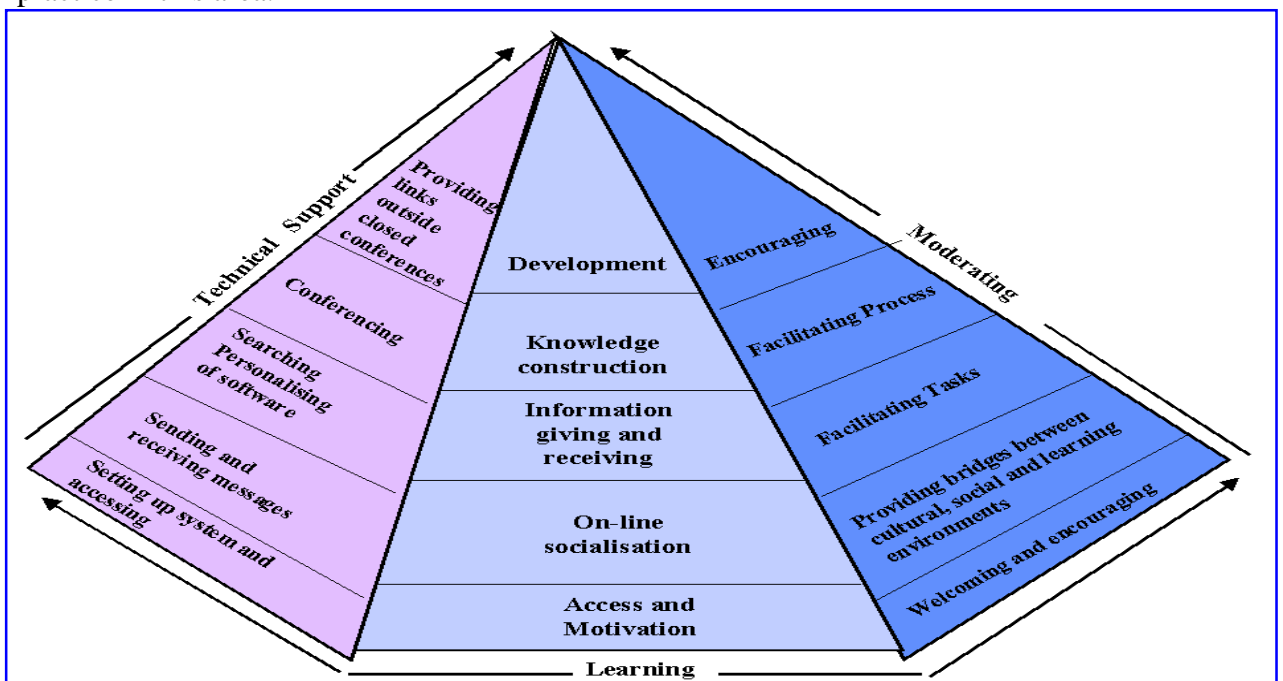 Technical Support
Providing
links
outside
closed
conferences
Conferencing
Searching
Personalising
of software
Sending and
receiving messages
Setting up system and
accessing
Development
Knowledge
construction
Information
giving and
receiving
On-line
socialisation
Access and
Motivation
Learning
Moderating
Encouraging
Facilitating Process
Facilitating Tasks
Providing bridges between
cultural, social and learning
environments
Welcoming and encouraging